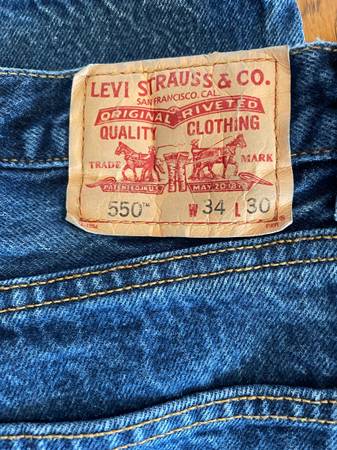 LEVI STRAUSS & CO.
SAN FRANCISCO, CAL.
ORIGINAL RIVETED
QUALITY CLOTHING
TRADE MARK
PATENTED IN U.S. MAY 20 1873
550™ W 34 L 30